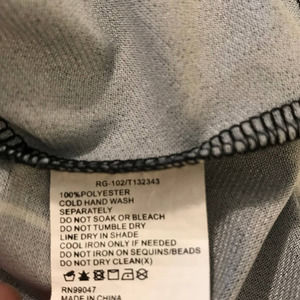 RG-102/T132343
100%POLYESTER
COLD HAND WASH
SEPARATELY
DO NOT SOAK OR BLEACH
DO NOT TUMBLE DRY
LINE DRY IN SHADE
COOL IRON ONLY IF NEEDED
DO NOT IRON ON SEQUINS/BEADS
DO NOT DRY CLEAN(X)
RN99047
MADE IN CHINA